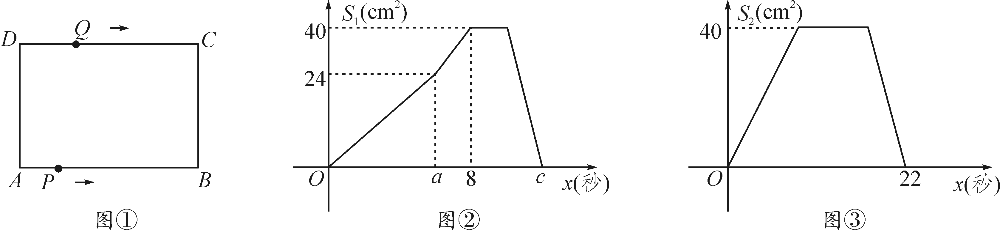 D Q C
A P B
图①
S₁(cm²)
40
24
O a 8 c x(秒)
图②
S₂(cm²)
40
O 22 x(秒)
图③